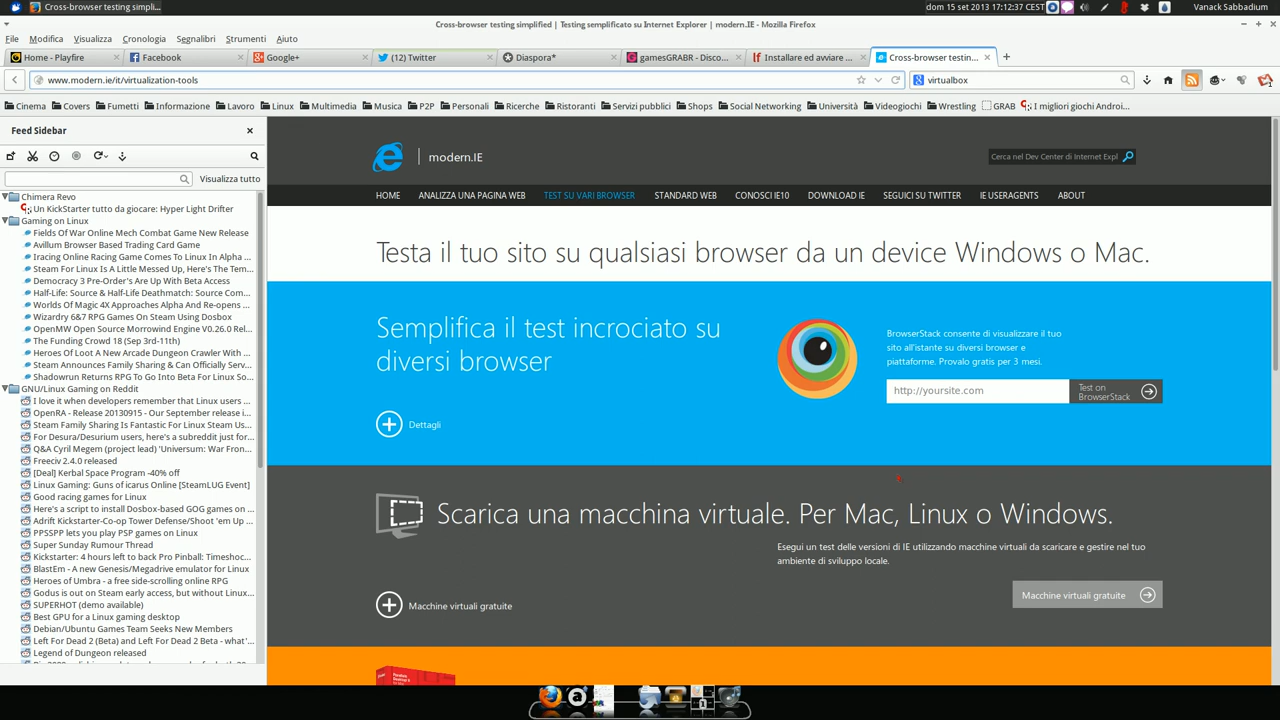 Cross-browser testing simpli...
dom 15 set 2013 17:12:37 CEST
Vanack Sabbadium
Cross-browser testing simplified | Testing semplificato su Internet Explorer | modern.IE - Mozilla Firefox
File Modifica Visualizza Cronologia Segnalibri Strumenti Aiuto
Home - Playfire
Facebook
Google+
(12) Twitter
Diaspora*
gamesGRABR - Disco...
Installare ed avviare ...
Cross-browser testin...
www.modern.ie/it/virtualization-tools
virtualbox
Cinema Covers Fumetti Informazione Lavoro Linux Multimedia Musica P2P Personali Ricerche Ristoranti Servizi pubblici Shops Social Networking Università Videogiochi Wrestling GRAB I migliori giochi Androi...
Feed Sidebar
Visualizza tutto
Chimera Revo
Un KickStarter tutto da giocare: Hyper Light Drifter
Gaming on Linux
Fields Of War Online Mech Combat Game New Release
Avillum Browser Based Trading Card Game
Iracing Online Racing Game Comes To Linux In Alpha ...
Steam For Linux Is A Little Messed Up, Here's The Tem...
Democracy 3 Pre-Order's Are Up With Beta Access
Half-Life: Source & Half-Life Deathmatch: Source Com...
Worlds Of Magic 4X Approaches Alpha And Re-opens ...
Wizardry 6&7 RPG Games On Steam Using Dosbox
OpenMW Open Source Morrowind Engine V0.26.0 Rel...
The Funding Crowd 18 (Sep 3rd-11th)
Heroes Of Loot A New Arcade Dungeon Crawler With ...
Steam Announces Family Sharing & Can Officially Serv...
Shadowrun Returns RPG To Go Into Beta For Linux So...
GNU/Linux Gaming on Reddit
I love it when developers remember that Linux users ...
OpenRA - Release 20130915 - Our September release i...
Steam Family Sharing Is Fantastic For Linux Steam Us...
For Desura/Desurium users, here's a subreddit just for...
Q&A Cyril Megem (project lead) 'Universum: War Fron...
Freeciv 2.4.0 released
[Deal] Kerbal Space Program -40% off
Linux Gaming: Guns of icarus Online [SteamLUG Event]
Good racing games for Linux
Here's a script to install Dosbox-based GOG games on ...
Adrift Kickstarter-Co-op Tower Defense/Shoot 'em Up ...
PPSSPP lets you play PSP games on Linux
Super Sunday Rumour Thread
Kickstarter: 4 hours left to back Pro Pinball: Timeshoc...
BlastEm - A new Genesis/Megadrive emulator for Linux
Heroes of Umbra - a free side-scrolling online RPG
Godus is out on Steam early access, but without Linux...
SUPERHOT (demo available)
Best GPU for a Linux gaming desktop
Debian/Ubuntu Games Team Seeks New Members
Left For Dead 2 (Beta) and Left For Dead 2 Beta - what'...
Legend of Dungeon released
modern.IE
Cerca nel Dev Center di Internet Expl
HOME ANALIZZA UNA PAGINA WEB TEST SU VARI BROWSER STANDARD WEB CONOSCI IE10 DOWNLOAD IE SEGUICI SU TWITTER IE USERAGENTS ABOUT
Testa il tuo sito su qualsiasi browser da un device Windows o Mac.
Semplifica il test incrociato su
diversi browser
Dettagli
BrowserStack consente di visualizzare il tuo
sito all'istante su diversi browser e
piattaforme. Provalo gratis per 3 mesi.
http://yoursite.com
Test on
BrowserStack
Scarica una macchina virtuale. Per Mac, Linux o Windows.
Esegui un test delle versioni di IE utilizzando macchine virtuali da scaricare e gestire nel tuo
ambiente di sviluppo locale.
Macchine virtuali gratuite
Macchine virtuali gratuite